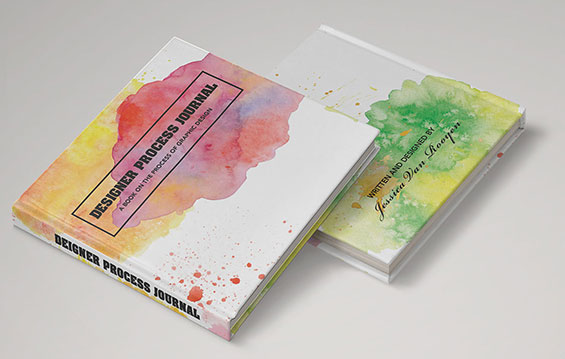 DESIGNER PROCESS JOURNAL
A BOOK ON THE PROCESS OF GRAPHIC DESIGN
DEIGNER PROCESS JOURNAL
WRITTEN AND DESIGNED BY
Jessica Van Rooyen